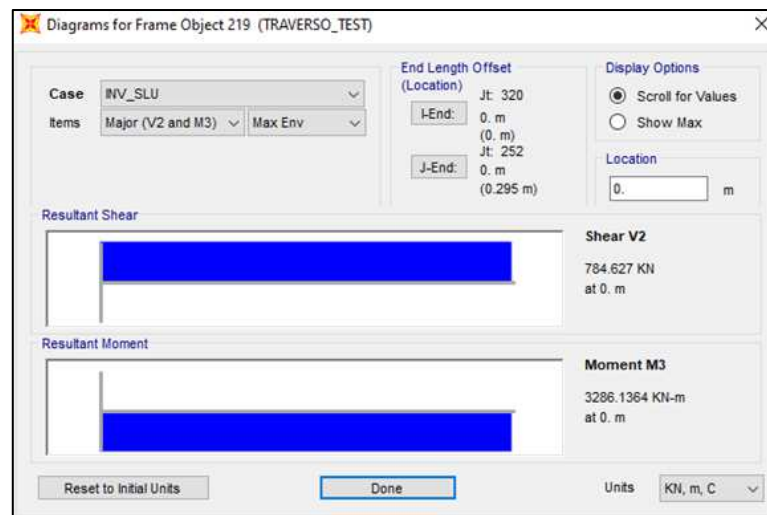 Diagrams for Frame Object 219 (TRAVERSO_TEST)
Case INV_SLU
Items Major (V2 and M3) Max Env
End Length Offset
(Location)
I-End: Jt: 320
0. m
(0. m)
J-End: Jt: 252
0. m
(0.295 m)
Display Options
Scroll for Values
Show Max
Location
0. m
Resultant Shear
Shear V2
784.627 KN
at 0. m
Resultant Moment
Moment M3
3286.1364 KN-m
at 0. m
Reset to Initial Units Done Units KN, m, C